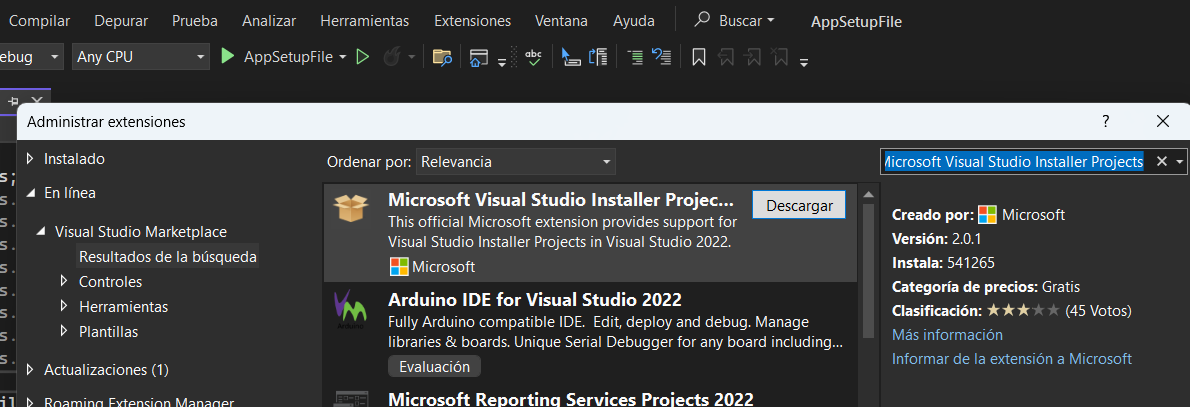 Compilar Depurar Prueba Analizar Herramientas Extensiones Ventana Ayuda Buscar AppSetupFile
ebug Any CPU AppSetupFile abc
Administrar extensiones ?
Instalado
En línea
Visual Studio Marketplace
Resultados de la búsqueda
Controles
Herramientas
Plantillas
Actualizaciones (1)
Roaming Extension Manager
Ordenar por: Relevancia
Microsoft Visual Studio Installer Projec... Descargar
This official Microsoft extension provides support for
Visual Studio Installer Projects in Visual Studio 2022.
Microsoft
Arduino IDE for Visual Studio 2022
Fully Arduino compatible IDE. Edit, deploy and debug. Manage
libraries & boards. Unique Serial Debugger for any board including...
Evaluación
Microsoft Reporting Services Projects 2022
Microsoft Visual Studio Installer Projects
Creado por: Microsoft
Versión: 2.0.1
Instala: 541265
Categoría de precios: Gratis
Clasificación: (45 Votos)
Más información
Informar de la extensión a Microsoft